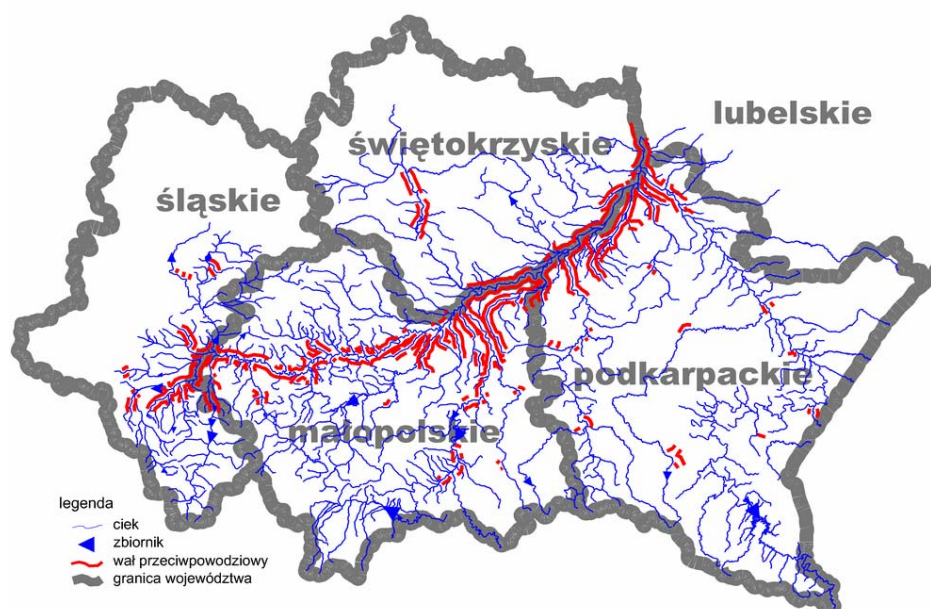 lubelskie
świętokrzyskie
śląskie
podkarpackie
małopolskie
legenda
ciek
zbiornik
wał przeciwpowodziowy
granica województwa